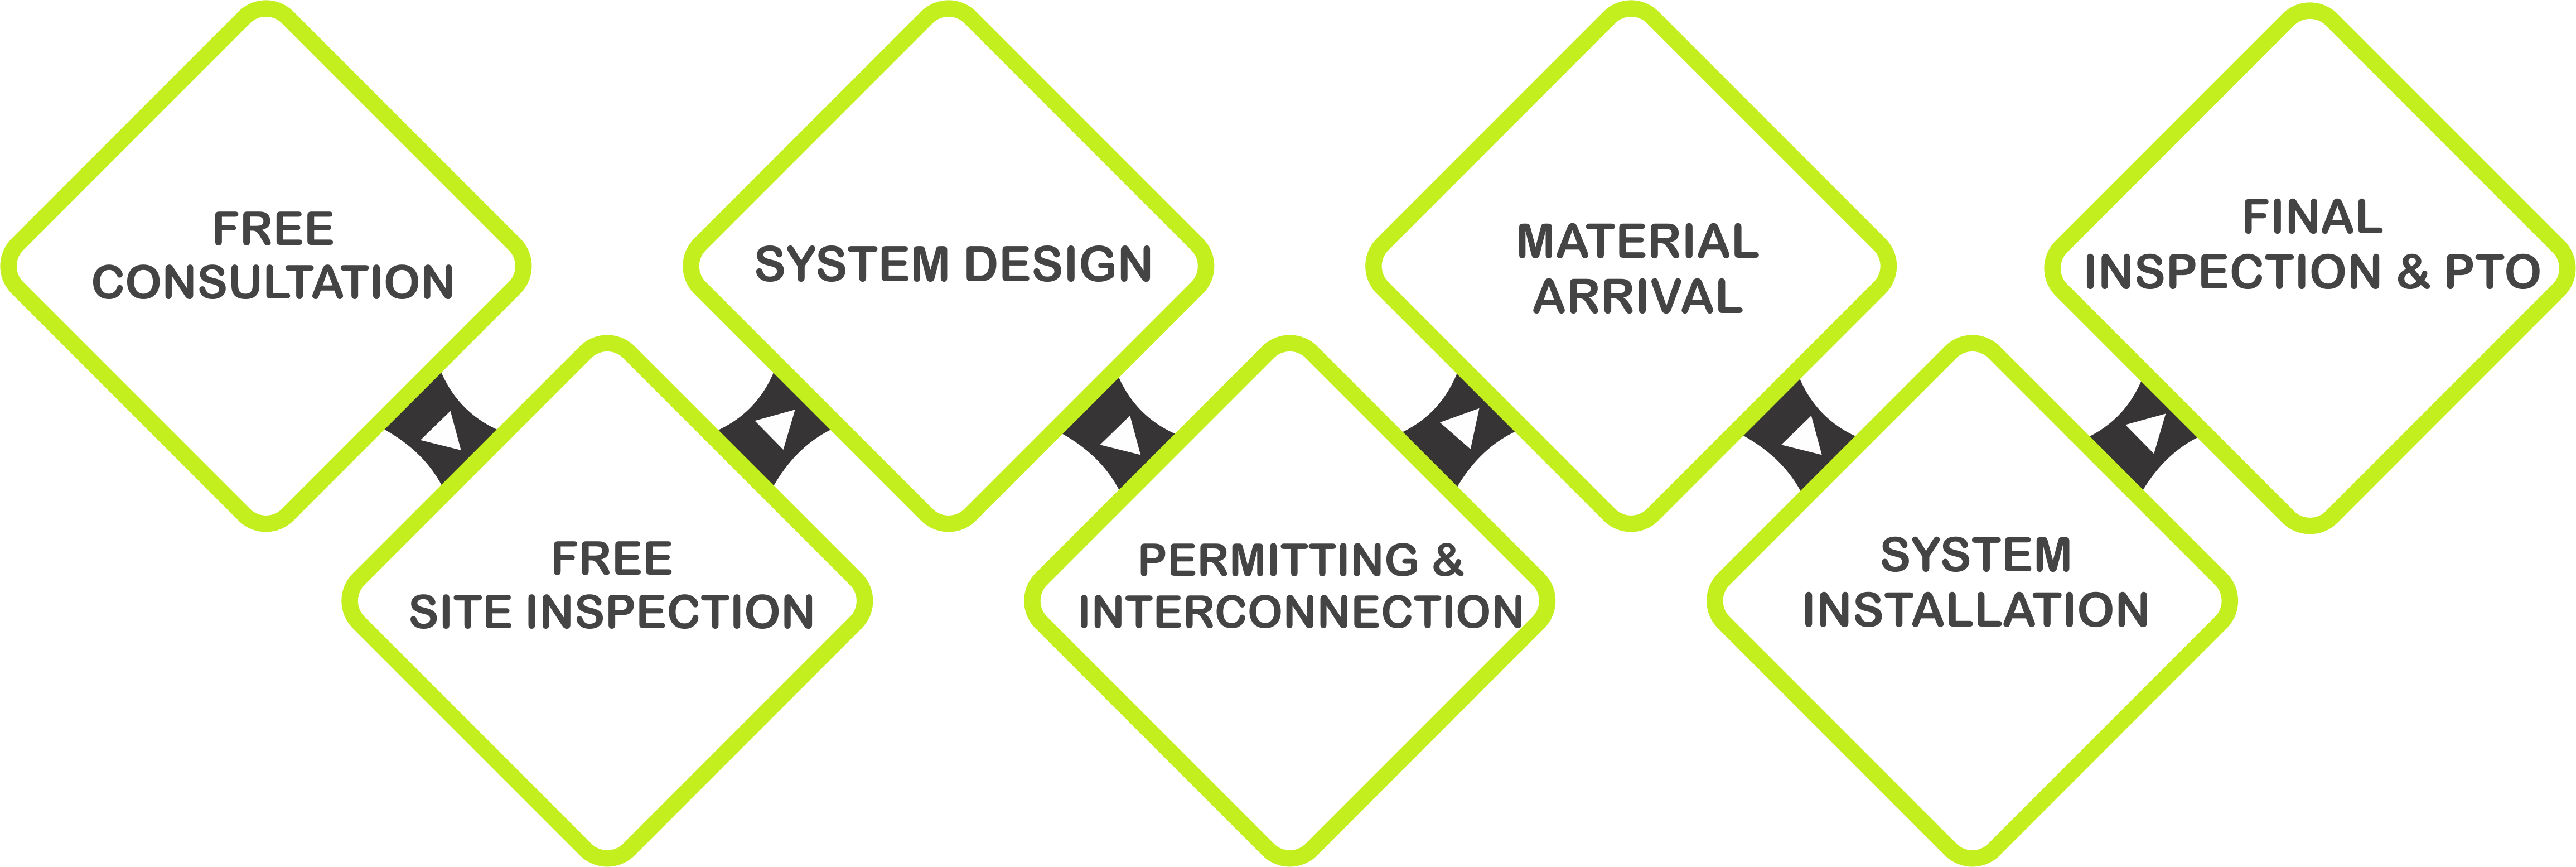 FREE
CONSULTATION
FREE
SITE INSPECTION
SYSTEM DESIGN
PERMITTING &
INTERCONNECTION
MATERIAL
ARRIVAL
SYSTEM
INSTALLATION
FINAL
INSPECTION & PTO